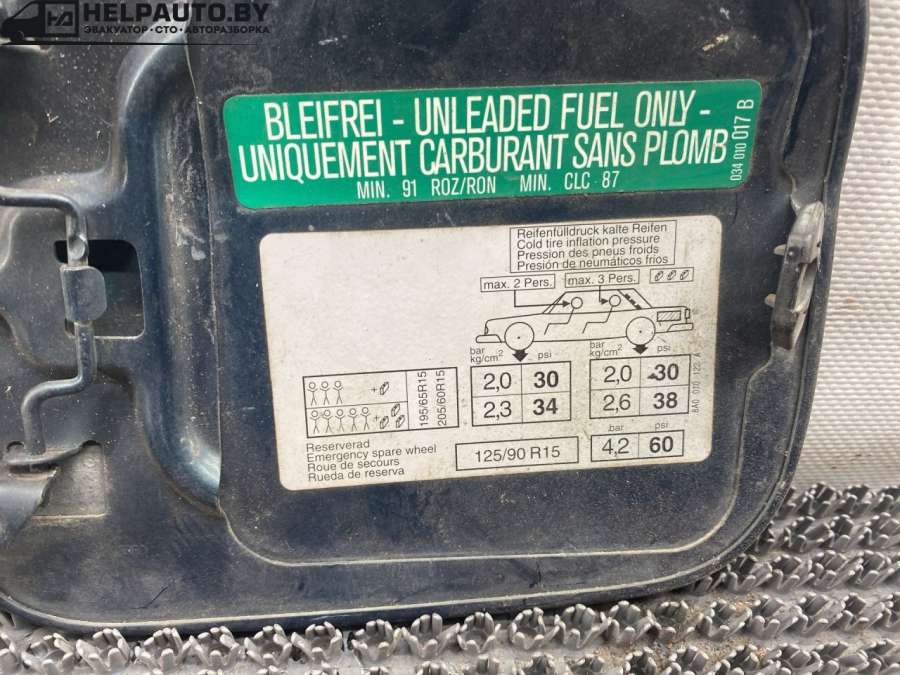 HELPAUTO.BY
ЭВАКУАТОР·СТО·АВТОРАЗБОРКА
BLEIFREI - UNLEADED FUEL ONLY -
UNIQUEMENT CARBURANT SANS PLOMB
MIN. 91 ROZ/RON MIN. CLC 87
034 010 017 B
Reifenfülldruck kalte Reifen
Cold tire inflation pressure
Pression des pneus froids
Presión de neumáticos fríos
max. 2 Pers. max. 3 Pers.
bar psi bar psi
kg/cm² kg/cm²
195/65R15
205/60R15
2,0 30 2,0 30
2,3 34 2,6 38
8A0 010 122 A
Reserverad
Emergency spare wheel
Roue de secours
Rueda de reserva
125/90 R15
bar psi
4,2 60